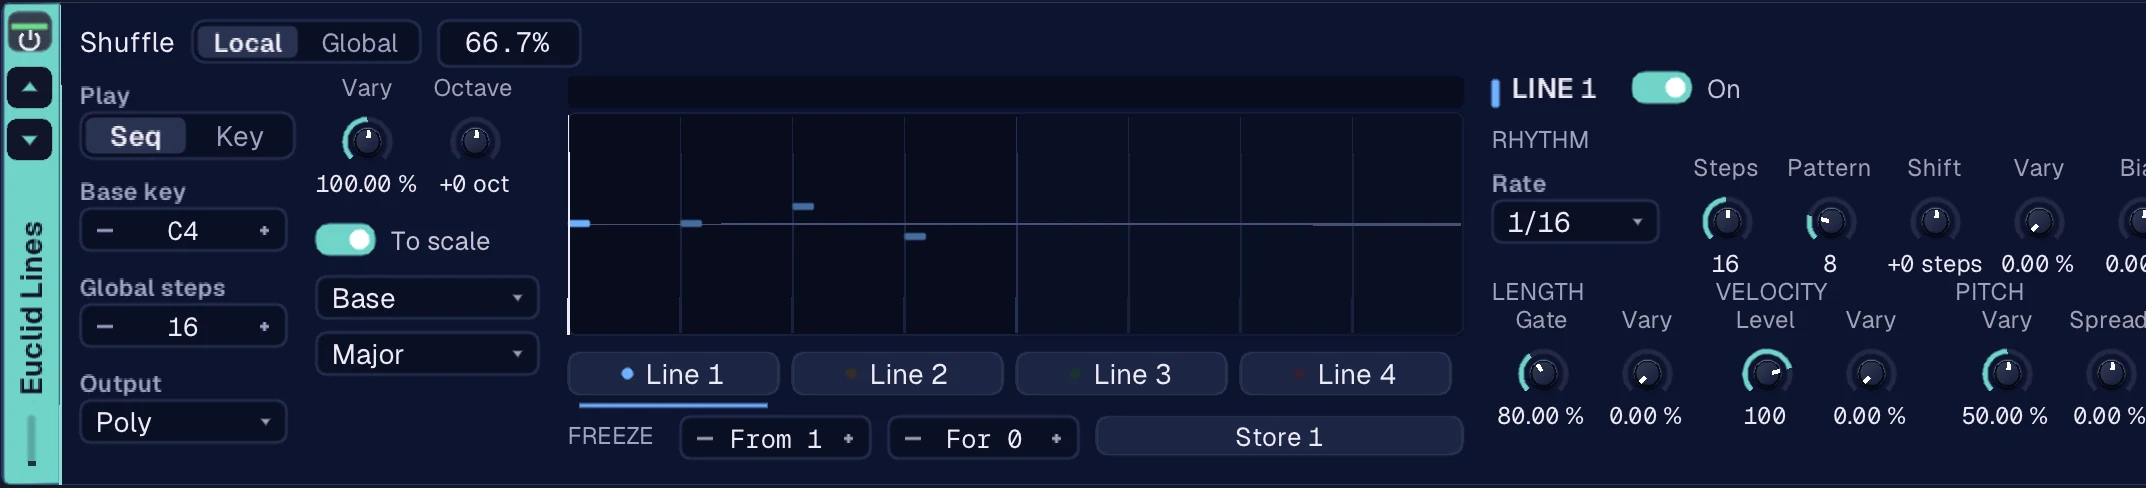 Shuffle Local Global 66.7%
Play Vary Octave
Seq Key
100.00 % +0 oct
Base key
– C4 +
To scale
Global steps
– 16 +
Base
Major
Output
Poly
Euclid Lines
Line 1 Line 2 Line 3 Line 4
FREEZE – From 1 + – For 0 + Store 1
LINE 1 On
RHYTHM
Rate Steps Pattern Shift Vary
1/16
16 8 +0 steps 0.00 %
LENGTH VELOCITY PITCH
Gate Vary Level Vary Vary Spread
80.00 % 0.00 % 100 0.00 % 50.00 % 0.00 %